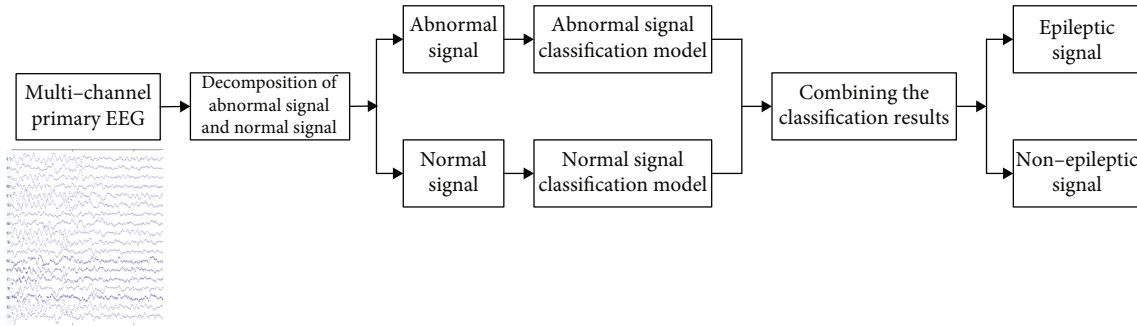 Multi–channel
primary EEG
Decomposition of
abnormal signal
and normal signal
Abnormal
signal
Abnormal signal
classification model
Normal
signal
Normal signal
classification model
Combining the
classification results
Epileptic
signal
Non–epileptic
signal